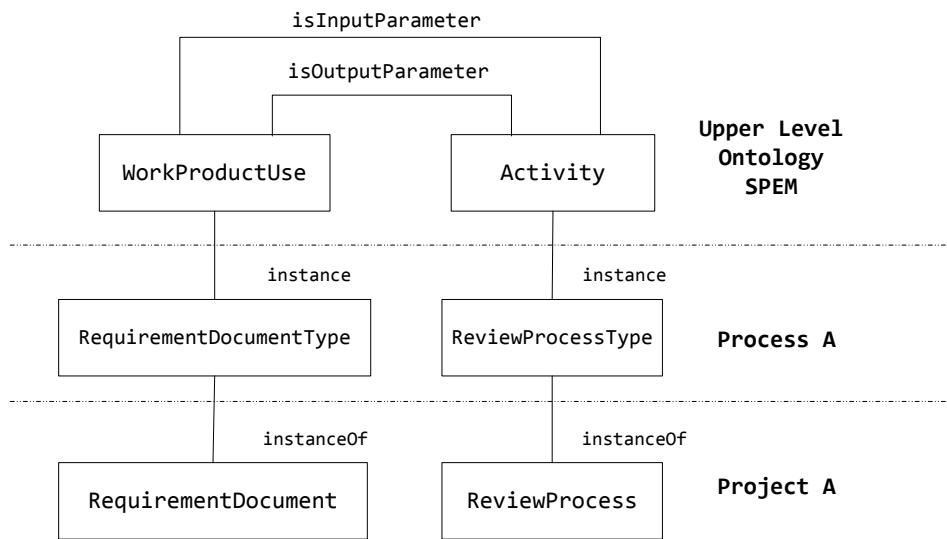 isInputParameter
isOutputParameter
WorkProductUse
Activity
Upper Level
Ontology
SPEM
instance
instance
RequirementDocumentType
ReviewProcessType
Process A
instanceOf
instanceOf
RequirementDocument
ReviewProcess
Project A